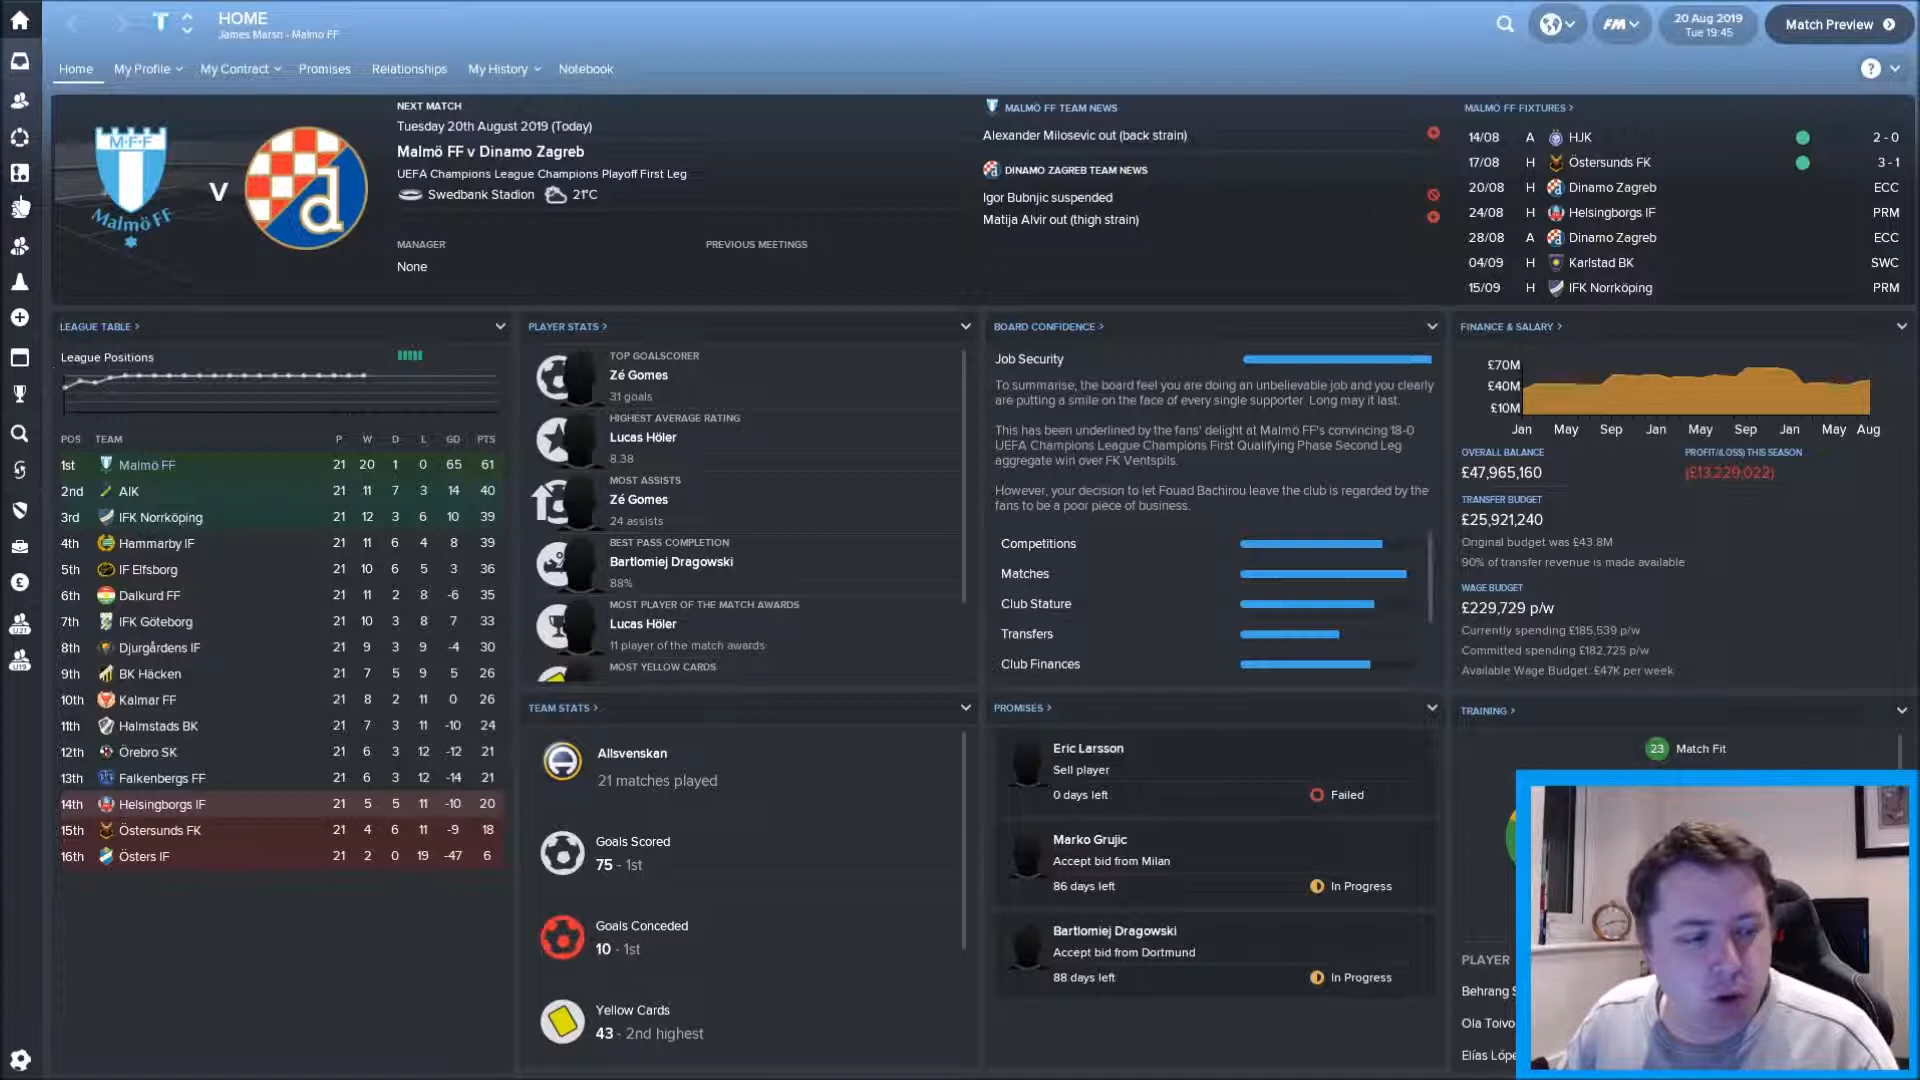 HOME
James Marsn - Malmo FF
FM
20 Aug 2019
Tue 19:45
Match Preview
Home
My Profile
My Contract
Promises
Relationships
My History
Notebook
?
M.F.F
Malmö FF
V
d
NEXT MATCH
Tuesday 20th August 2019 (Today)
Malmö FF v Dinamo Zagreb
UEFA Champions League Champions Playoff First Leg
Swedbank Stadion
21°C
MANAGER
None
PREVIOUS MEETINGS
MALMÖ FF TEAM NEWS
Alexander Milosevic out (back strain)
DINAMO ZAGREB TEAM NEWS
Igor Bubnjic suspended
Matija Alvir out (thigh strain)
MALMÖ FF FIXTURES >
14/08 A HJK 2 - 0
17/08 H Östersunds FK 3 - 1
20/08 H Dinamo Zagreb ECC
24/08 H Helsingborgs IF PRM
28/08 A Dinamo Zagreb ECC
04/09 H Karlstad BK SWC
15/09 H IFK Norrköping PRM
LEAGUE TABLE >
League Positions
POS TEAM P W D L GD PTS
1st Malmö FF 21 20 1 0 65 61
2nd AIK 21 11 7 3 14 40
3rd IFK Norrköping 21 12 3 6 10 39
4th Hammarby IF 21 11 6 4 8 39
5th IF Elfsborg 21 10 6 5 3 36
6th Dalkurd FF 21 11 2 8 -6 35
7th IFK Göteborg 21 10 3 8 7 33
8th Djurgårdens IF 21 9 3 9 -4 30
9th BK Häcken 21 7 5 9 5 26
10th Kalmar FF 21 8 2 11 0 26
11th Halmstads BK 21 7 3 11 -10 24
12th Örebro SK 21 6 3 12 -12 21
13th Falkenbergs FF 21 6 3 12 -14 21
14th Helsingborgs IF 21 5 5 11 -10 20
15th Östersunds FK 21 4 6 11 -9 18
16th Östers IF 21 2 0 19 -47 6
PLAYER STATS >
TOP GOALSCORER
Zé Gomes
31 goals
HIGHEST AVERAGE RATING
Lucas Höler
8.38
MOST ASSISTS
Zé Gomes
24 assists
BEST PASS COMPLETION
Bartlomiej Dragowski
88%
MOST PLAYER OF THE MATCH AWARDS
Lucas Höler
11 player of the match awards
MOST YELLOW CARDS
TEAM STATS >
Allsvenskan
21 matches played
Goals Scored
75 - 1st
Goals Conceded
10 - 1st
Yellow Cards
43 - 2nd highest
BOARD CONFIDENCE >
Job Security
To summarise, the board feel you are doing an unbelievable job and you clearly
are putting a smile on the face of every single supporter. Long may it last.
This has been underlined by the fans' delight at Malmö FF's convincing 18-0
UEFA Champions League Champions First Qualifying Phase Second Leg
aggregate win over FK Ventspils.
However, your decision to let Fouad Bachirou leave the club is regarded by the
fans to be a poor piece of business.
Competitions
Matches
Club Stature
Transfers
Club Finances
PROMISES >
Eric Larsson
Sell player
0 days left Failed
Marko Grujic
Accept bid from Milan
86 days left In Progress
Bartlomiej Dragowski
Accept bid from Dortmund
88 days left In Progress
FINANCE & SALARY >
£70M
£40M
£10M
Jan May Sep Jan May Sep Jan May Aug
OVERALL BALANCE
£47,965,160
PROFIT/(LOSS) THIS SEASON
(£13,229,022)
TRANSFER BUDGET
£25,921,240
Original budget was £43.8M
90% of transfer revenue is made available
WAGE BUDGET
£229,729 p/w
Currently spending £185,539 p/w
Committed spending £182,725 p/w
Available Wage Budget: £47K per week
TRAINING >
23 Match Fit
PLAYER
Behrang S
Ola Toivo
Elías Lópe
U21
U19